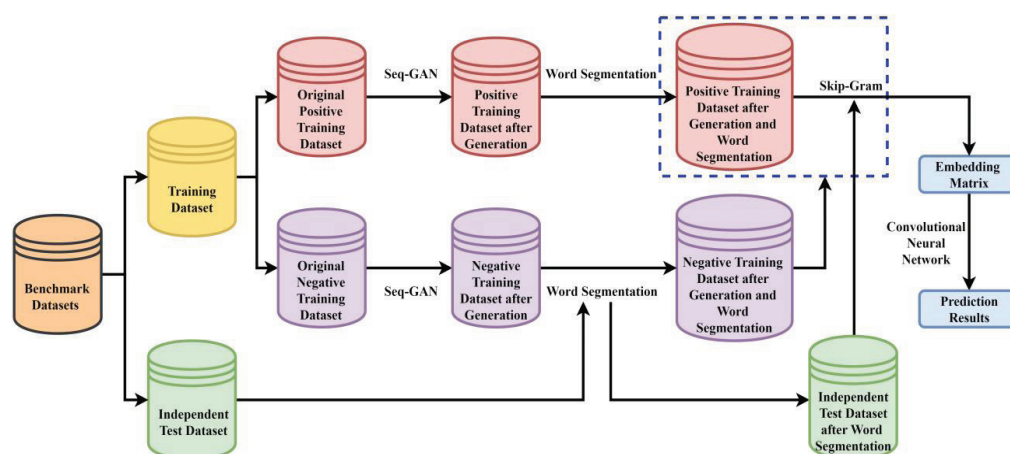 Seq-GAN
Word Segmentation
Skip-Gram
Original
Positive
Training
Dataset
Positive
Training
Dataset after
Generation
Positive Training
Dataset after
Generation and
Word
Segmentation
Training
Dataset
Embedding
Matrix
Convolutional
Neural
Network
Benchmark
Datasets
Original
Negative
Training
Dataset
Seq-GAN
Negative
Training
Dataset after
Generation
Word Segmentation
Negative Training
Dataset after
Generation and
Word
Segmentation
Prediction
Results
Independent
Test Dataset
Independent
Test Dataset
after Word
Segmentation